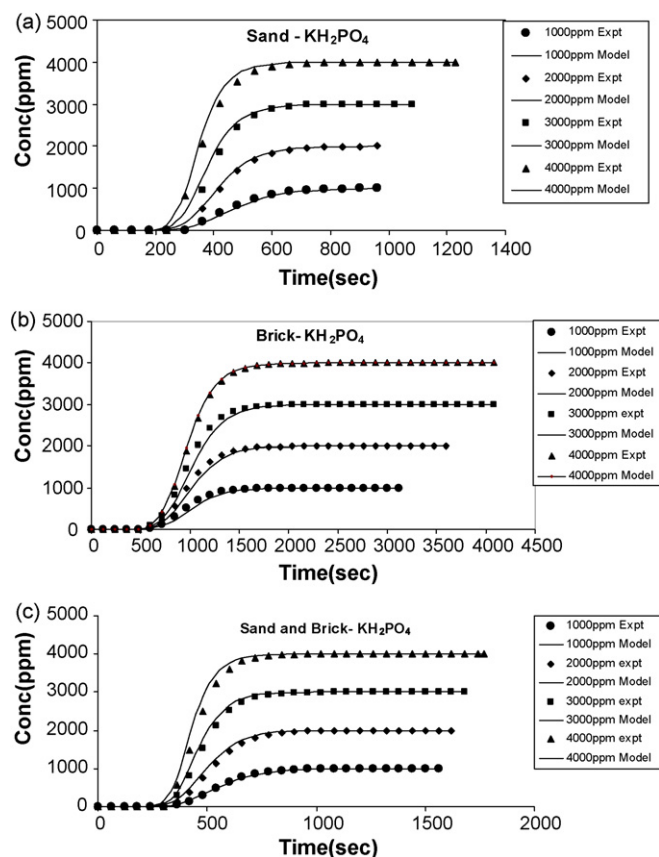 (a)
Sand - KH₂PO₄
5000
4000
3000
2000
1000
0
Conc(ppm)
0 200 400 600 800 1000 1200 1400
Time(sec)
1000ppm Expt
1000ppm Model
2000ppm Expt
2000ppm Model
3000ppm Expt
3000ppm Model
4000ppm Expt
4000ppm Model
(b)
Brick- KH₂PO₄
5000
4000
3000
2000
1000
0
Conc(ppm)
0 500 1000 1500 2000 2500 3000 3500 4000 4500
Time(sec)
1000ppm Expt
1000ppm Model
2000ppm Expt
2000ppm Model
3000ppm expt
3000ppm Model
4000ppm Expt
4000ppm Model
(c)
Sand and Brick- KH₂PO₄
5000
4000
3000
2000
1000
0
Conc(ppm)
0 500 1000 1500 2000
Time(sec)
1000ppm Expt
1000ppm Model
2000ppm expt
2000ppm Model
3000ppm expt
3000ppm Model
4000ppm expt
4000ppm Model